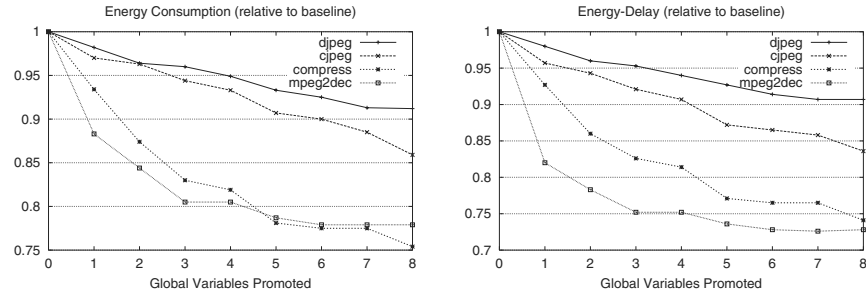 Energy Consumption (relative to baseline)
1
0.95
0.9
0.85
0.8
0.75
0 1 2 3 4 5 6 7 8
Global Variables Promoted
djpeg
cjpeg
compress
mpeg2dec
Energy-Delay (relative to baseline)
1
0.95
0.9
0.85
0.8
0.75
0.7
0 1 2 3 4 5 6 7 8
Global Variables Promoted
djpeg
cjpeg
compress
mpeg2dec